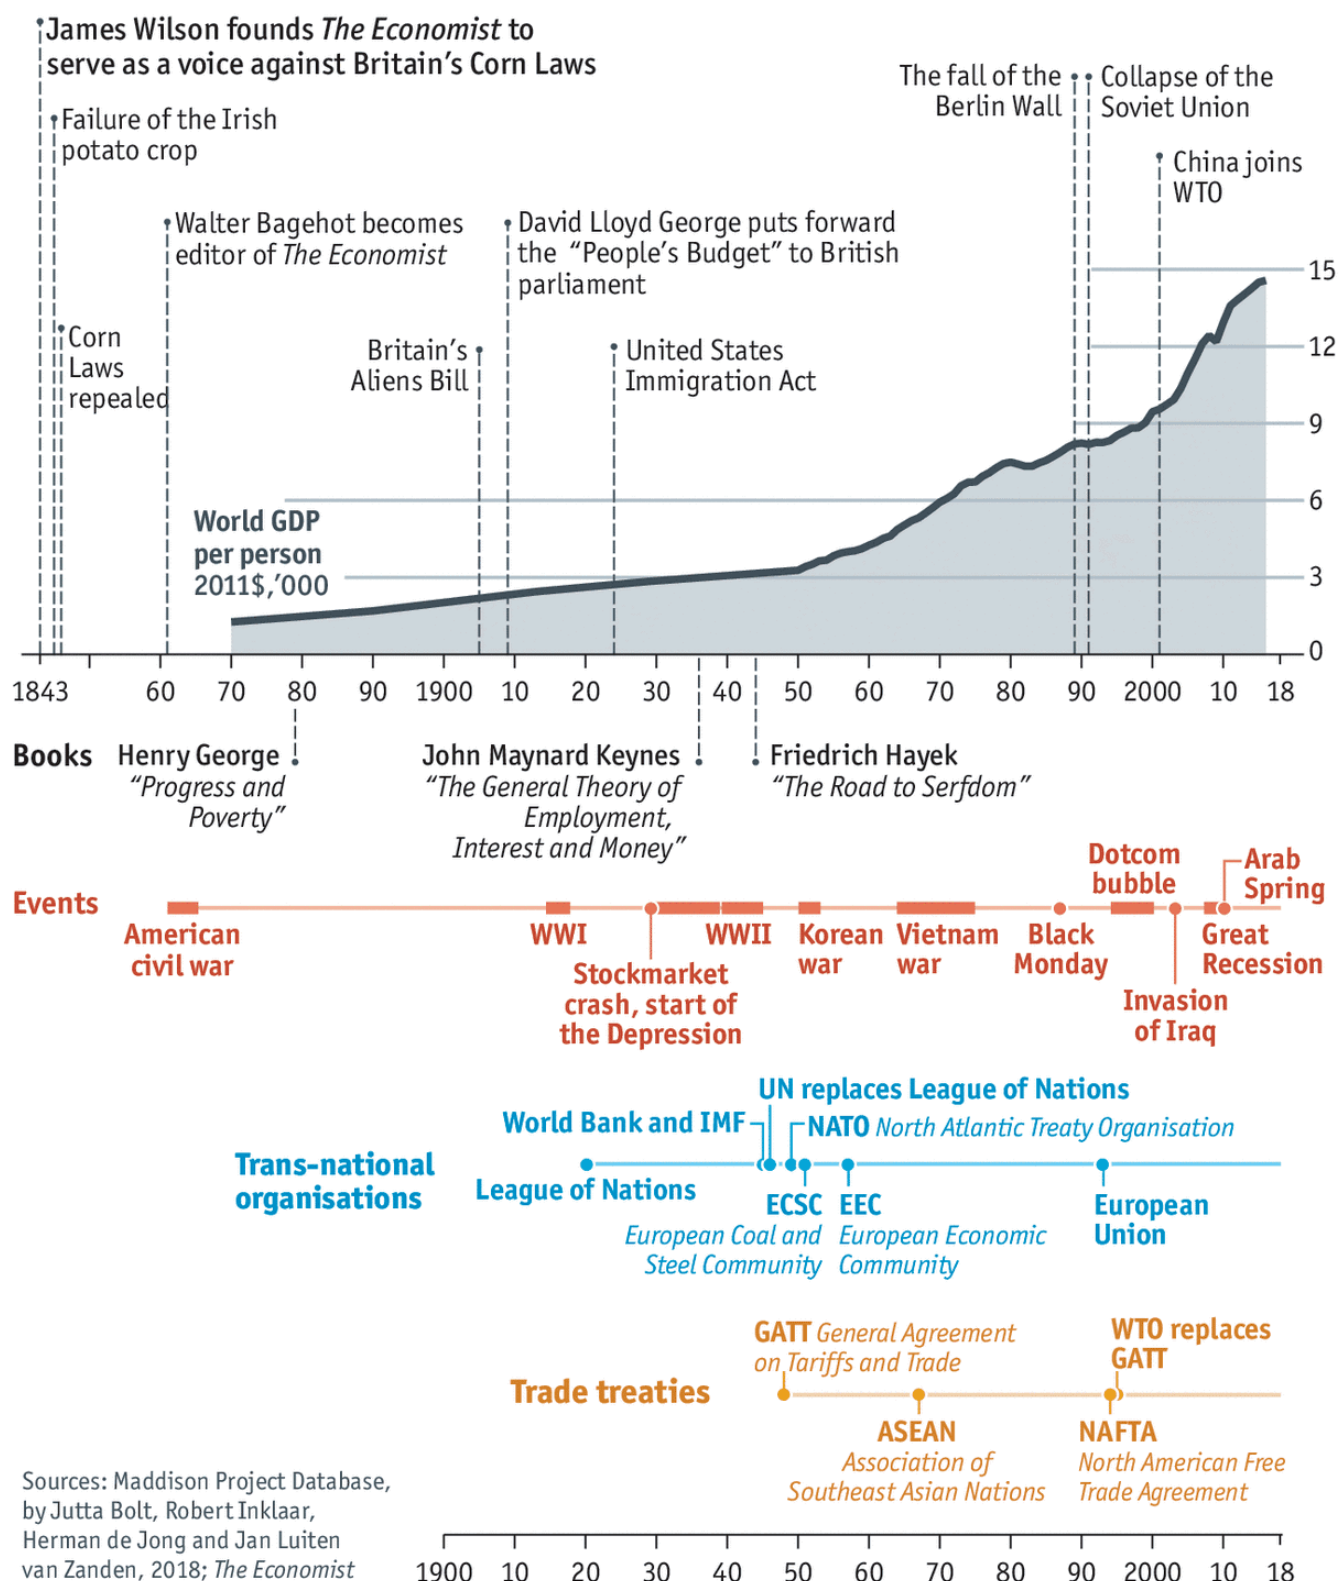 James Wilson founds The Economist to
serve as a voice against Britain's Corn Laws
Failure of the Irish
potato crop
The fall of the
Berlin Wall
Collapse of the
Soviet Union
China joins
WTO
Walter Bagehot becomes
editor of The Economist
David Lloyd George puts forward
the “People's Budget” to British
parliament
Corn
Laws
repealed
Britain's
Aliens Bill
United States
Immigration Act
15
12
9
6
3
0
World GDP
per person
2011$,'000
1843 60 70 80 90 1900 10 20 30 40 50 60 70 80 90 2000 10 18
Books
Henry George
“Progress and
Poverty”
John Maynard Keynes
“The General Theory of
Employment,
Interest and Money”
Friedrich Hayek
“The Road to Serfdom”
Events
American
civil war
WWI
Stockmarket
crash, start of
the Depression
WWII
Korean
war
Vietnam
war
Black
Monday
Dotcom
bubble
Invasion
of Iraq
Arab
Spring
Great
Recession
Trans-national
organisations
League of Nations
World Bank and IMF
UN replaces League of Nations
NATO North Atlantic Treaty Organisation
ECSC
European Coal and
Steel Community
EEC
European Economic
Community
European
Union
Trade treaties
GATT General Agreement
on Tariffs and Trade
ASEAN
Association of
Southeast Asian Nations
WTO replaces
GATT
NAFTA
North American Free
Trade Agreement
Sources: Maddison Project Database,
by Jutta Bolt, Robert Inklaar,
Herman de Jong and Jan Luiten
van Zanden, 2018; The Economist
1900 10 20 30 40 50 60 70 80 90 2000 10 18